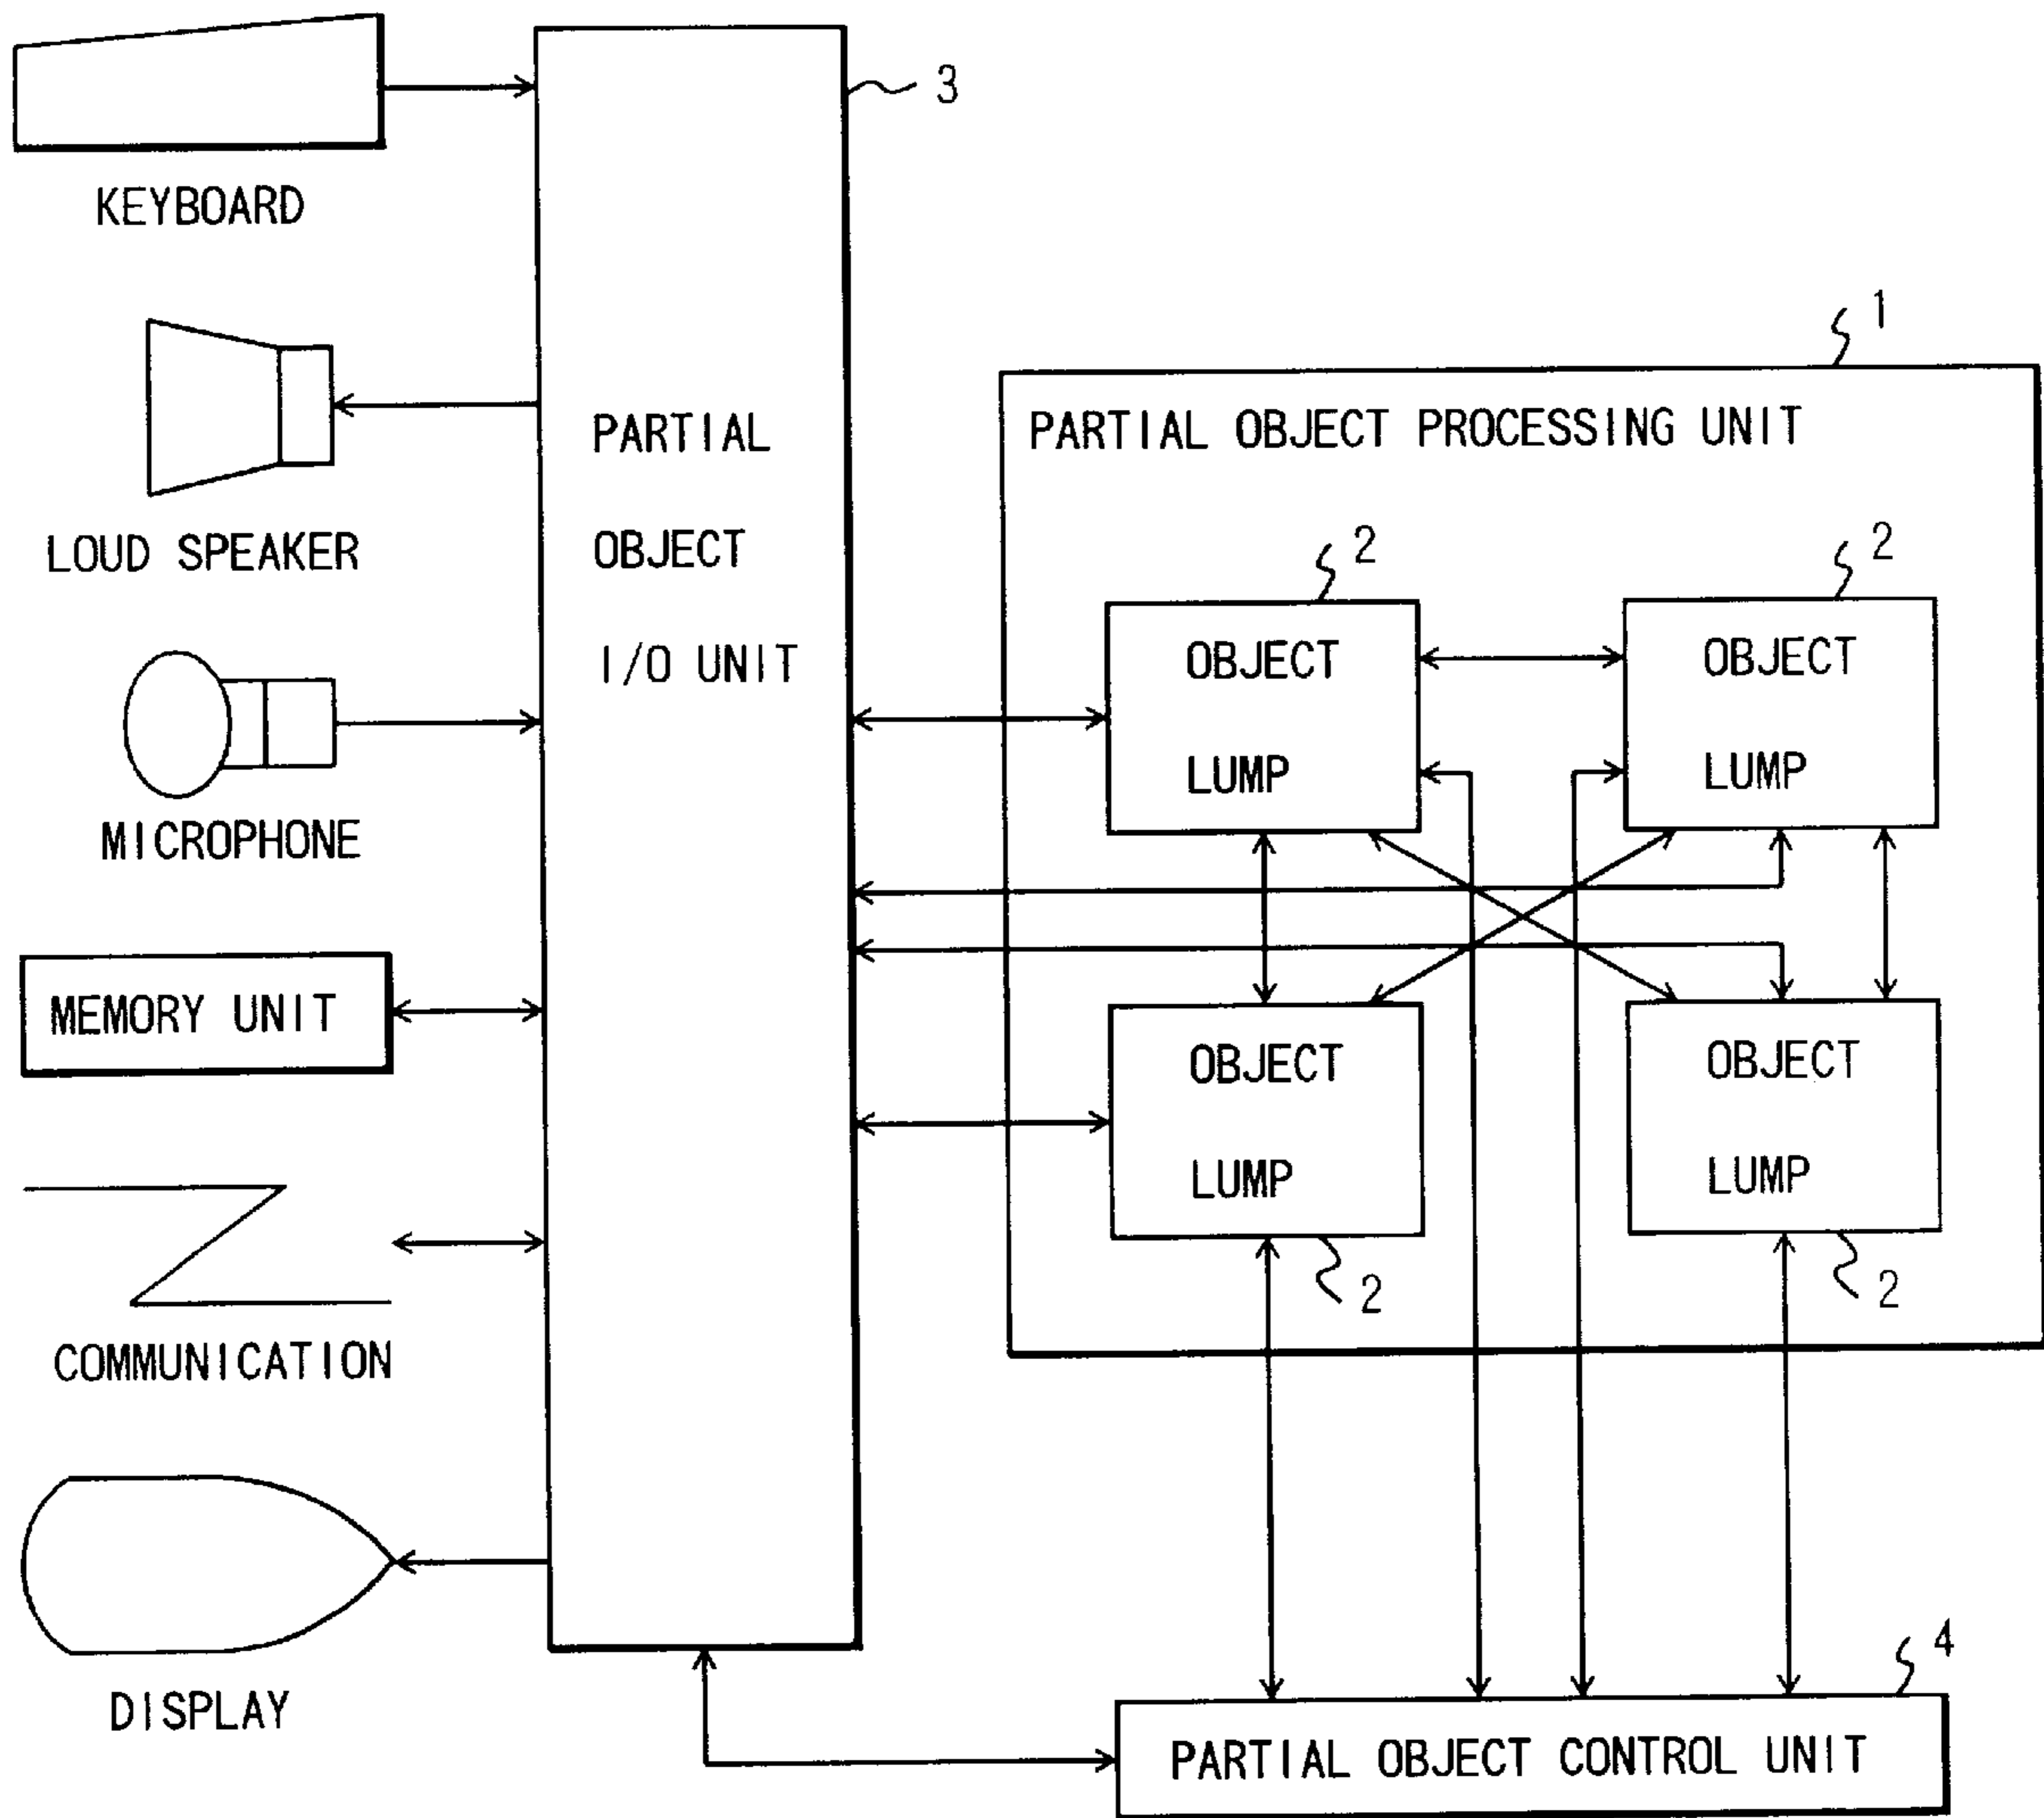 KEYBOARD
LOUD SPEAKER
MICROPHONE
MEMORY UNIT
COMMUNICATION
DISPLAY
3
PARTIAL
OBJECT
I/O UNIT
1
PARTIAL OBJECT PROCESSING UNIT
2
OBJECT
LUMP
2
OBJECT
LUMP
OBJECT
LUMP
2
OBJECT
LUMP
2
4
PARTIAL OBJECT CONTROL UNIT